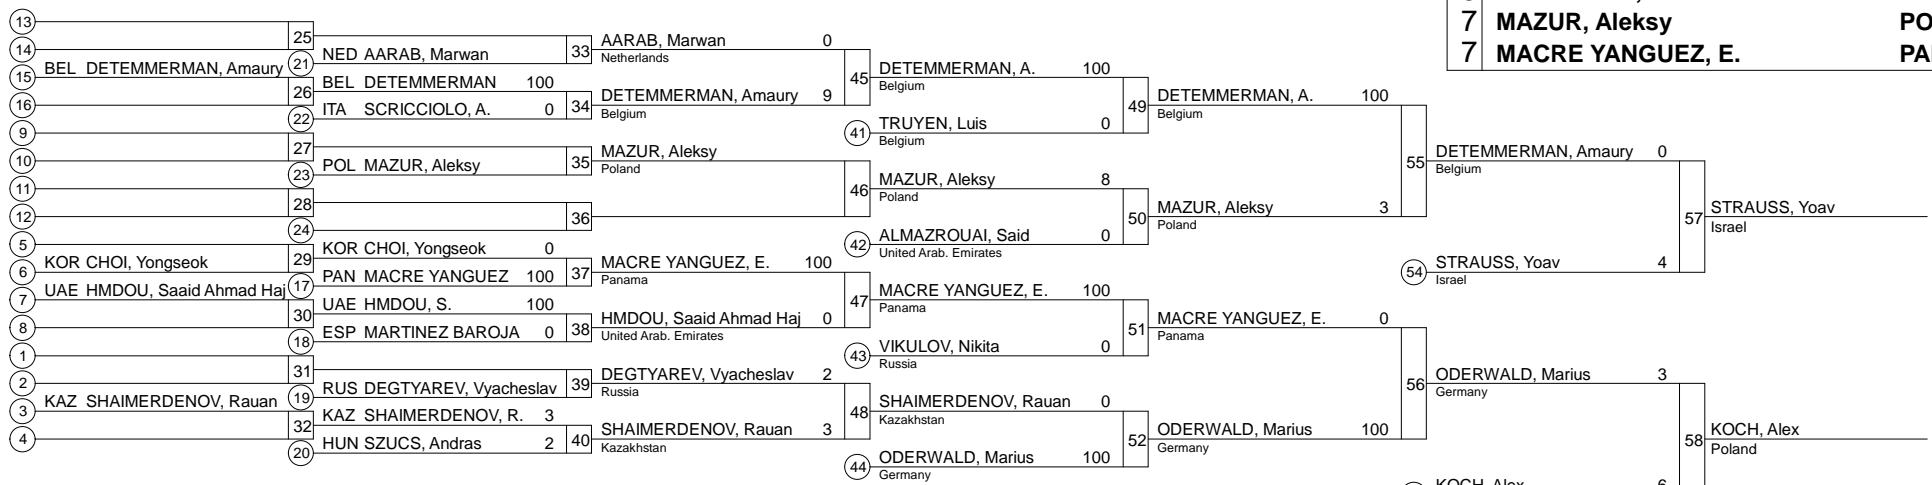 7 MAZUR, Aleksy PO
7 MACRE YANGUEZ, E. PA
13
14
BEL DETEMMERMAN, Amaury
15
16
9
10
11
12
5
KOR CHOI, Yongseok
6
UAE HMDOU, Saaid Ahmad Haj
7
8
1
2
KAZ SHAIMERDENOV, Rauan
3
4
25
NED AARAB, Marwan
21
BEL DETEMMERMAN 100
26
ITA SCRICCIOLO, A. 0
22
27
POL MAZUR, Aleksy
23
28
24
KOR CHOI, Yongseok 0
29
PAN MACRE YANGUEZ 100
17
UAE HMDOU, S. 100
30
ESP MARTINEZ BAROJA 0
18
31
RUS DEGTYAREV, Vyacheslav
19
KAZ SHAIMERDENOV, R. 3
32
HUN SZUCS, Andras 2
20
AARAB, Marwan 0
33
Netherlands
DETEMMERMAN, Amaury 9
34
Belgium
MAZUR, Aleksy
35
Poland
36
MACRE YANGUEZ, E. 100
37
Panama
HMDOU, Saaid Ahmad Haj 0
38
United Arab. Emirates
DEGTYAREV, Vyacheslav 2
39
Russia
SHAIMERDENOV, Rauan 3
40
Kazakhstan
DETEMMERMAN, A. 100
45
Belgium
TRUYEN, Luis 0
41
Belgium
MAZUR, Aleksy 8
46
Poland
ALMAZROUAI, Said 0
42
United Arab. Emirates
MACRE YANGUEZ, E. 100
47
Panama
VIKULOV, Nikita 0
43
Russia
SHAIMERDENOV, Rauan 0
48
Kazakhstan
ODERWALD, Marius 100
44
Germany
DETEMMERMAN, A. 100
49
Belgium
MAZUR, Aleksy 3
50
Poland
MACRE YANGUEZ, E. 0
51
Panama
ODERWALD, Marius 100
52
Germany
DETEMMERMAN, Amaury 0
55
Belgium
STRAUSS, Yoav 4
54
Israel
ODERWALD, Marius 3
56
Germany
KOCH, Alex 6
STRAUSS, Yoav
57
Israel
KOCH, Alex
58
Poland